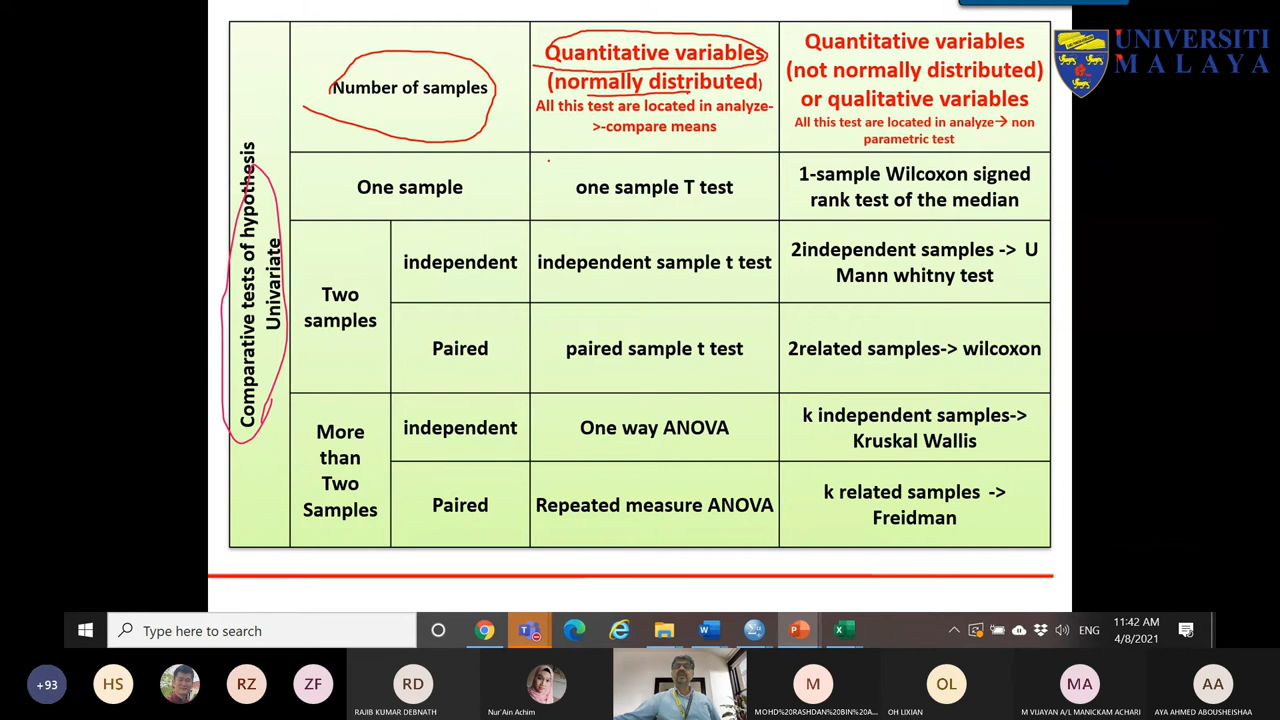 UNIVERSITI
MALAYA
Comparative tests of hypothesis
Univariate
Number of samples
Quantitative variables
(normally distributed)
All this test are located in analyze-
>-compare means
Quantitative variables
(not normally distributed)
or qualitative variables
All this test are located in analyze→ non
parametric test
One sample
one sample T test
1-sample Wilcoxon signed
rank test of the median
Two
samples
independent
independent sample t test
2independent samples -> U
Mann whitny test
Paired
paired sample t test
2related samples-> wilcoxon
More
than
Two
Samples
independent
One way ANOVA
k independent samples->
Kruskal Wallis
Paired
Repeated measure ANOVA
k related samples ->
Freidman
Type here to search
ENG
11:42 AM
4/8/2021
+93
HS
RZ
ZF
RD
RAJIB KUMAR DEBNATH
Nur'Ain Achim
M
MOHD%20RASHDAN%20BIN%20A...
OL
OH LIXIAN
MA
M VIJAYAN A/L MANICKAM ACHARI
AA
AYA AHMED ABOUSHEISHAA